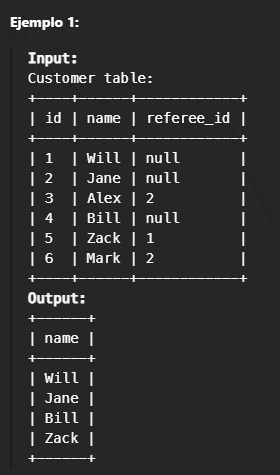 Ejemplo 1:
Input:
Customer table:
+----+------+------------+
| id | name | referee_id |
+----+------+------------+
| 1  | Will | null       |
| 2  | Jane | null       |
| 3  | Alex | 2          |
| 4  | Bill | null       |
| 5  | Zack | 1          |
| 6  | Mark | 2          |
+----+------+------------+
Output:
+------+
| name |
+------+
| Will |
| Jane |
| Bill |
| Zack |
+------+